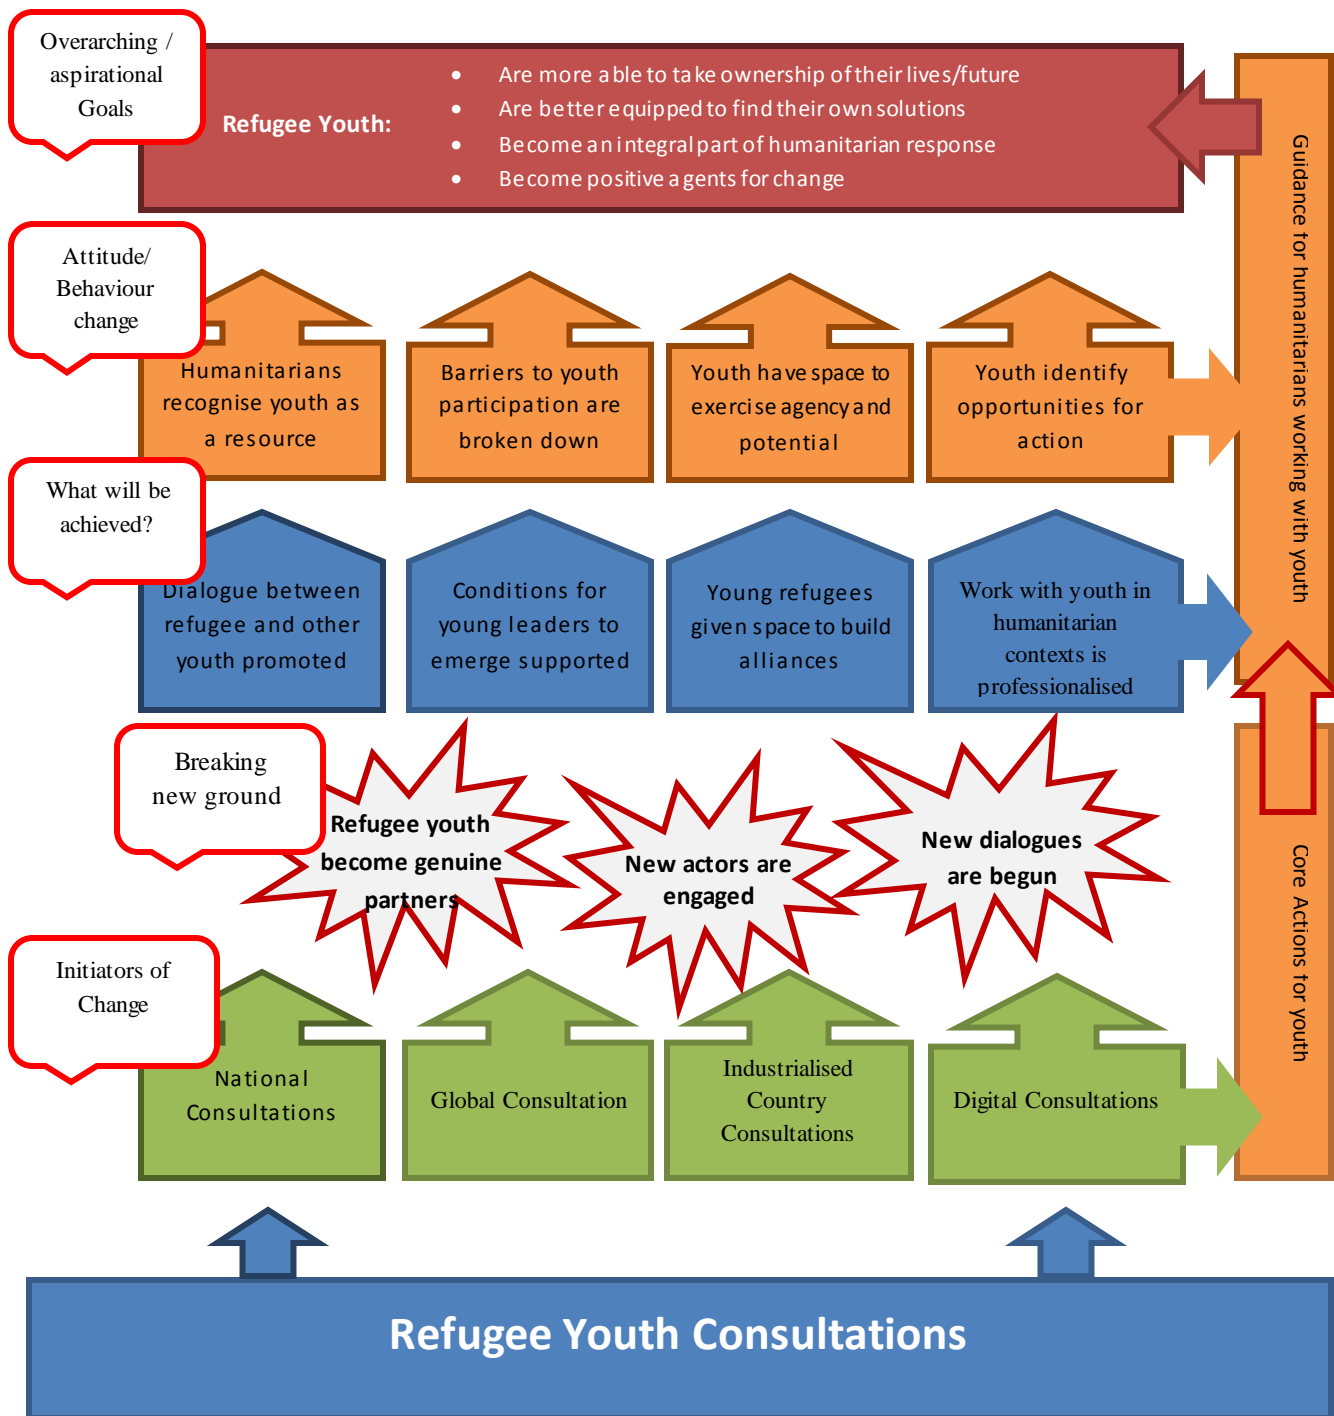 Overarching /
aspirational
Goals
Refugee Youth:
• Are more able to take ownership of their lives/future
• Are better equipped to find their own solutions
• Become an integral part of humanitarian response
• Become positive agents for change
Guidance for humanitarians working with youth
Attitude/
Behaviour
change
Humanitarians
recognise youth as
a resource
Barriers to youth
participation are
broken down
Youth have space to
exercise agency and
potential
Youth identify
opportunities for
action
What will be
achieved?
Dialogue between
refugee and other
youth promoted
Conditions for
young leaders to
emerge supported
Young refugees
given space to build
alliances
Work with youth in
humanitarian
contexts is
professionalised
Breaking
new ground
Refugee youth
become genuine
partners
New actors are
engaged
New dialogues
are begun
Core Actions for youth
Initiators of
Change
National
Consultations
Global Consultation
Industrialised
Country
Consultations
Digital Consultations
Refugee Youth Consultations